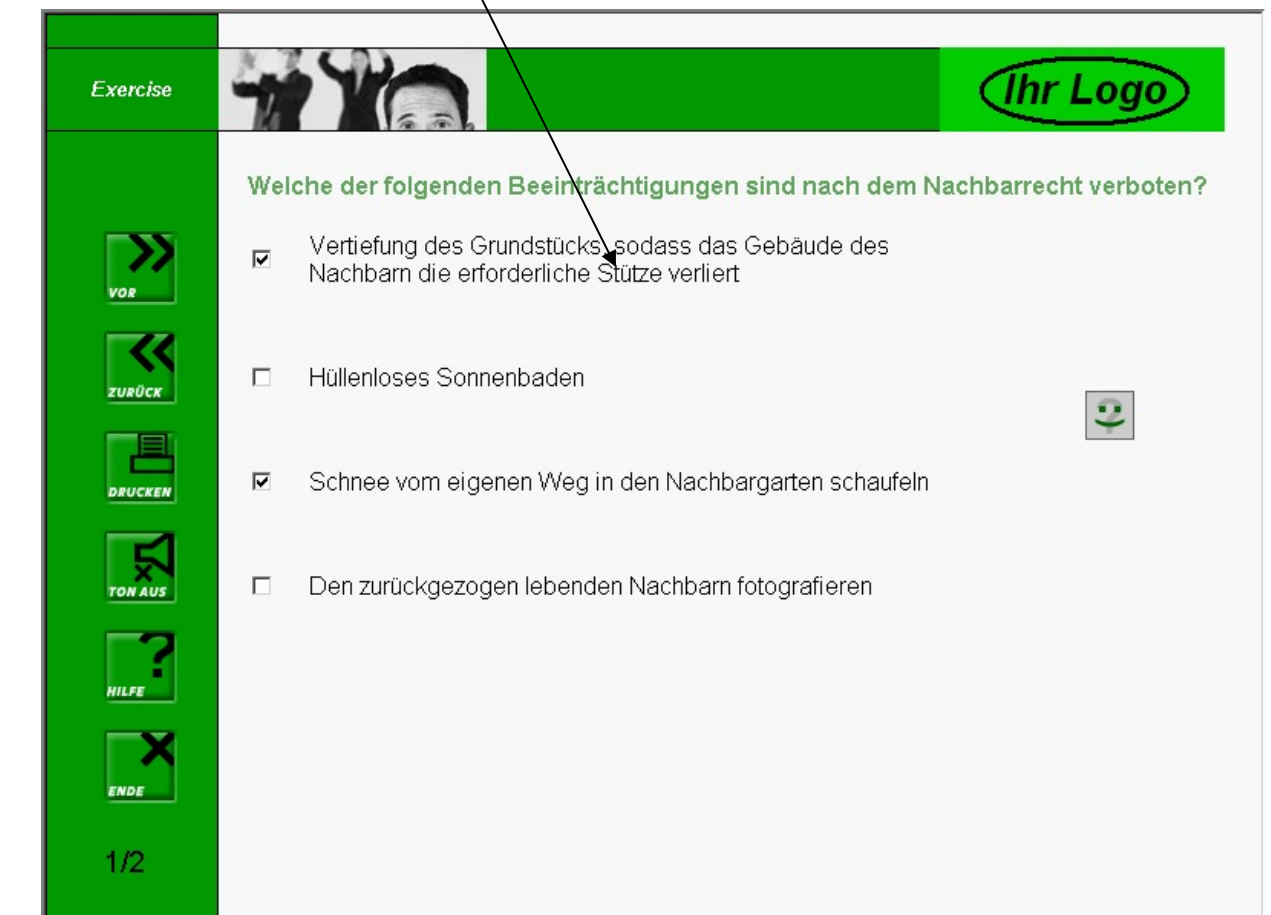 Exercise
Ihr Logo
Welche der folgenden Beeinträchtigungen sind nach dem Nachbarrecht verboten?
Vertiefung des Grundstücks, sodass das Gebäude des
Nachbarn die erforderliche Stütze verliert
Hüllenloses Sonnenbaden
Schnee vom eigenen Weg in den Nachbargarten schaufeln
Den zurückgezogen lebenden Nachbarn fotografieren
VOR
ZURÜCK
DRUCKEN
TON AUS
HILFE
ENDE
1/2